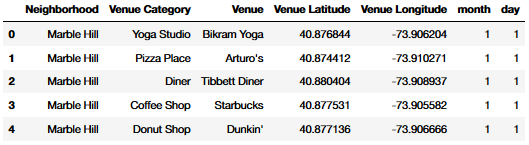 Neighborhood Venue Category Venue Venue Latitude Venue Longitude month day
0 Marble Hill Yoga Studio Bikram Yoga 40.876844 -73.906204 1 1
1 Marble Hill Pizza Place Arturo's 40.874412 -73.910271 1 1
2 Marble Hill Diner Tibbett Diner 40.880404 -73.908937 1 1
3 Marble Hill Coffee Shop Starbucks 40.877531 -73.905582 1 1
4 Marble Hill Donut Shop Dunkin' 40.877136 -73.906666 1 1